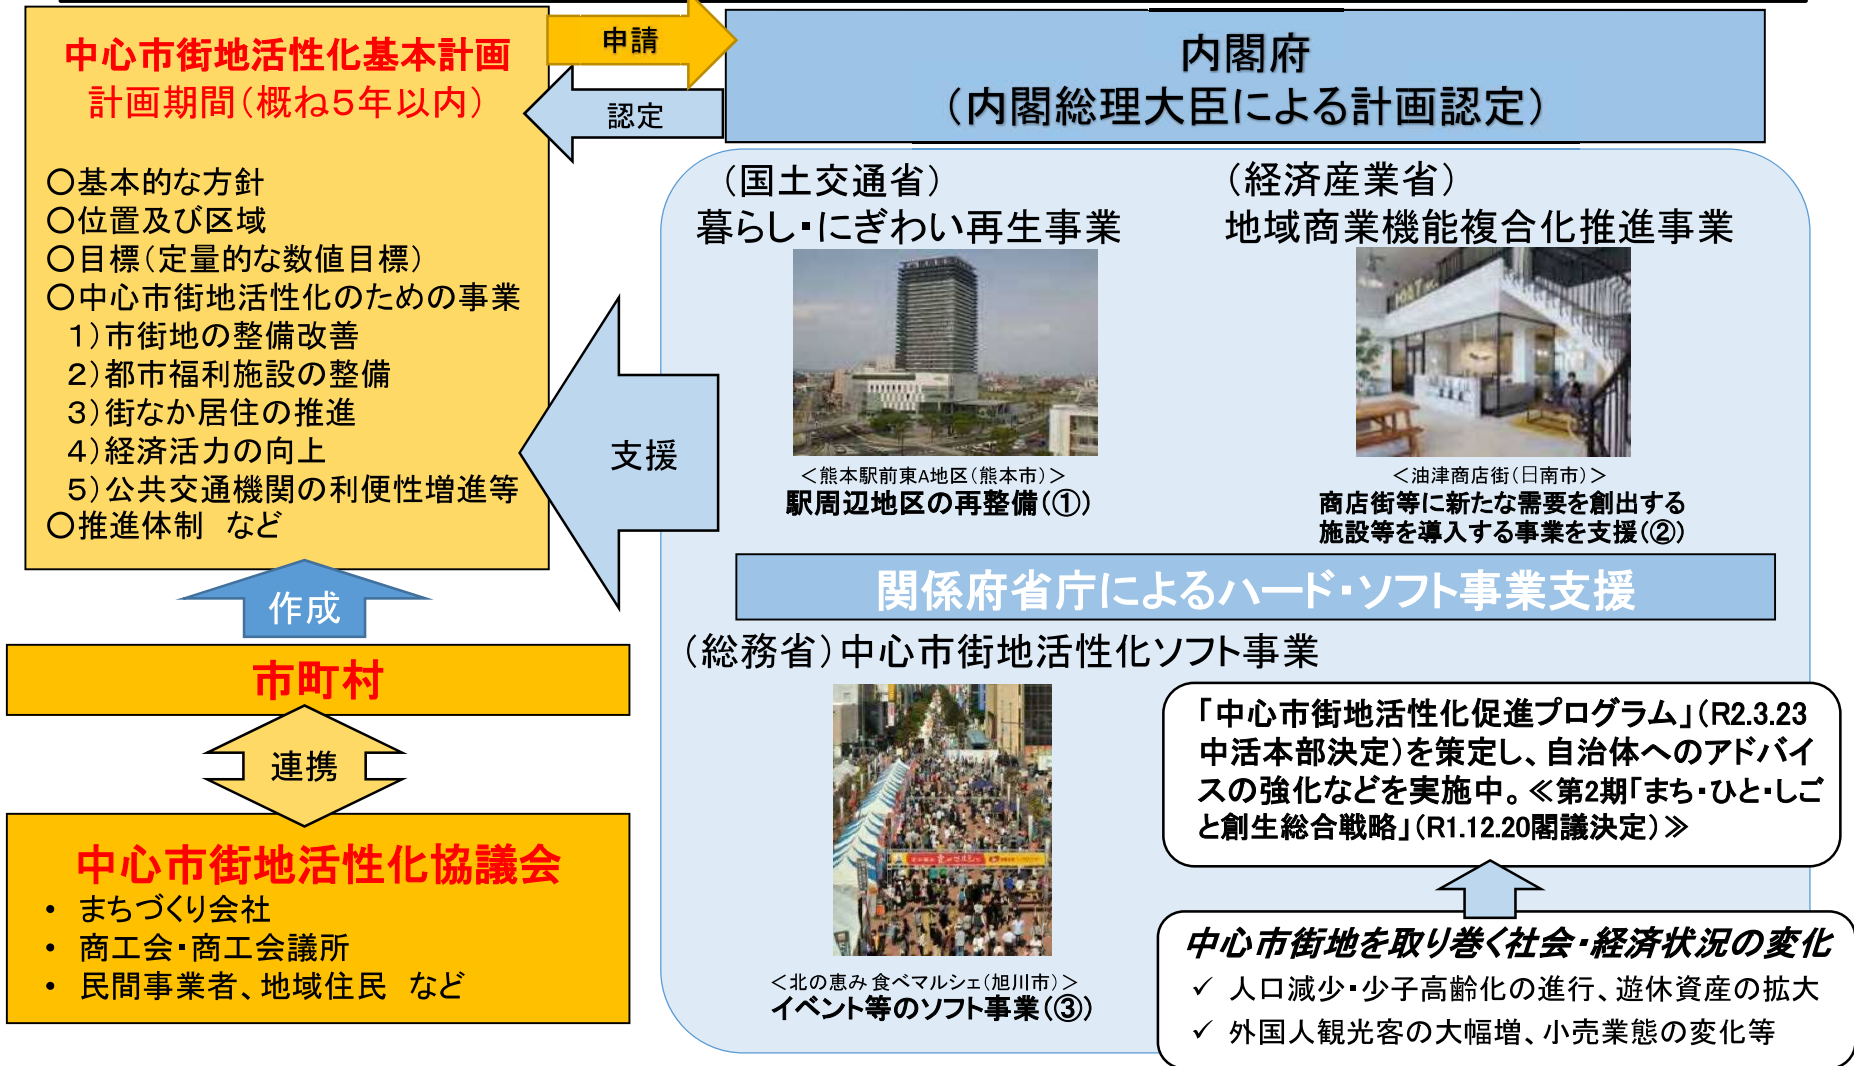 中心市街地活性化基本計画
計画期間(概ね5年以内)
○基本的な方針
○位置及び区域
○目標(定量的な数値目標)
○中心市街地活性化のための事業
1)市街地の整備改善
2)都市福利施設の整備
3)街なか居住の推進
4)経済活力の向上
5)公共交通機関の利便性増進等
○推進体制 など
申請
認定
内閣府
(内閣総理大臣による計画認定)
支援
(国土交通省)
暮らし・にぎわい再生事業
<熊本駅前東A地区(熊本市)>
駅周辺地区の再整備(①)
(経済産業省)
地域商業機能複合化推進事業
<油津商店街(日南市)>
商店街等に新たな需要を創出する
施設等を導入する事業を支援(②)
関係府省庁によるハード・ソフト事業支援
(総務省)中心市街地活性化ソフト事業
<北の恵み 食べマルシェ(旭川市)>
イベント等のソフト事業(③)
作成
市町村
連携
中心市街地活性化協議会
• まちづくり会社
• 商工会・商工会議所
• 民間事業者、地域住民 など
「中心市街地活性化促進プログラム」(R2.3.23
中活本部決定)を策定し、自治体へのアドバイ
スの強化などを実施中。≪第2期「まち・ひと・しご
と創生総合戦略」(R1.12.20閣議決定)≫
中心市街地を取り巻く社会・経済状況の変化
✓ 人口減少・少子高齢化の進行、遊休資産の拡大
✓ 外国人観光客の大幅増、小売業態の変化等